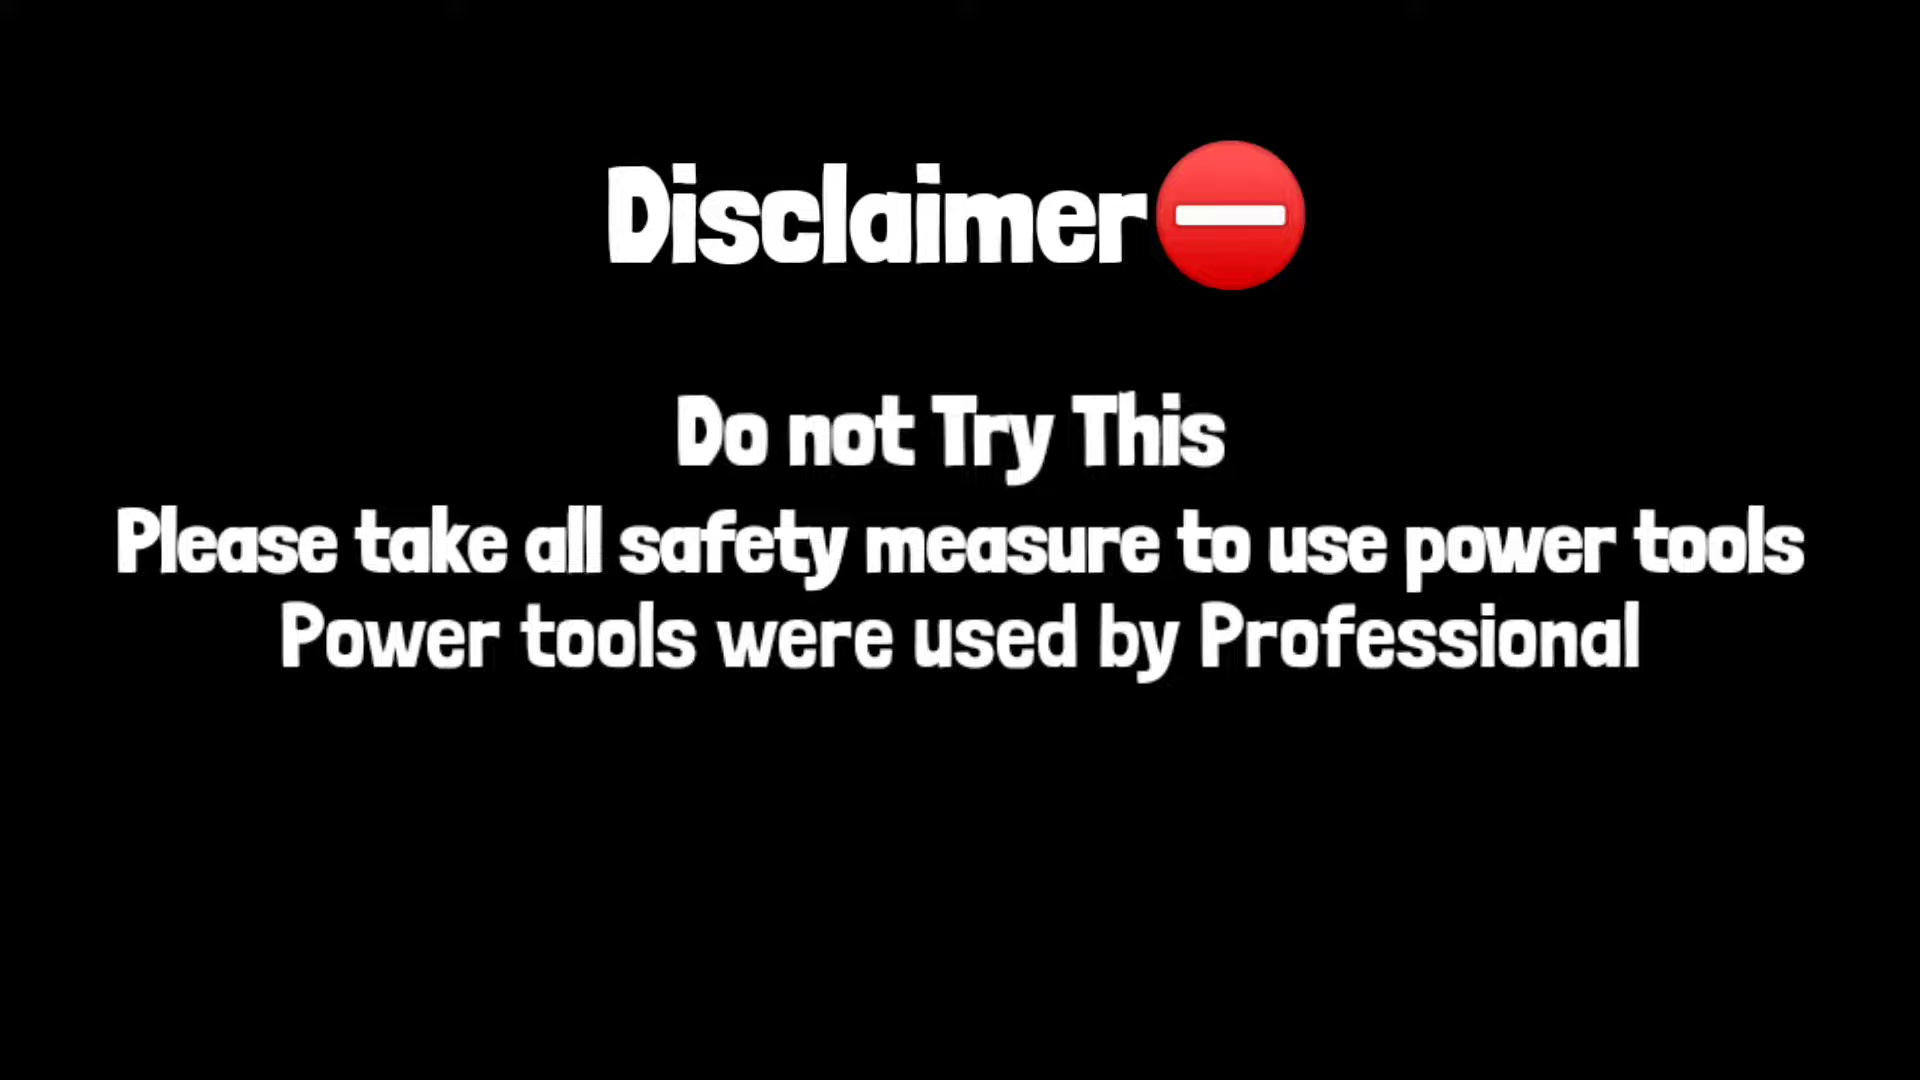 Disclaimer⛔
Do not Try This
Please take all safety measure to use power tools
Power tools were used by Professional